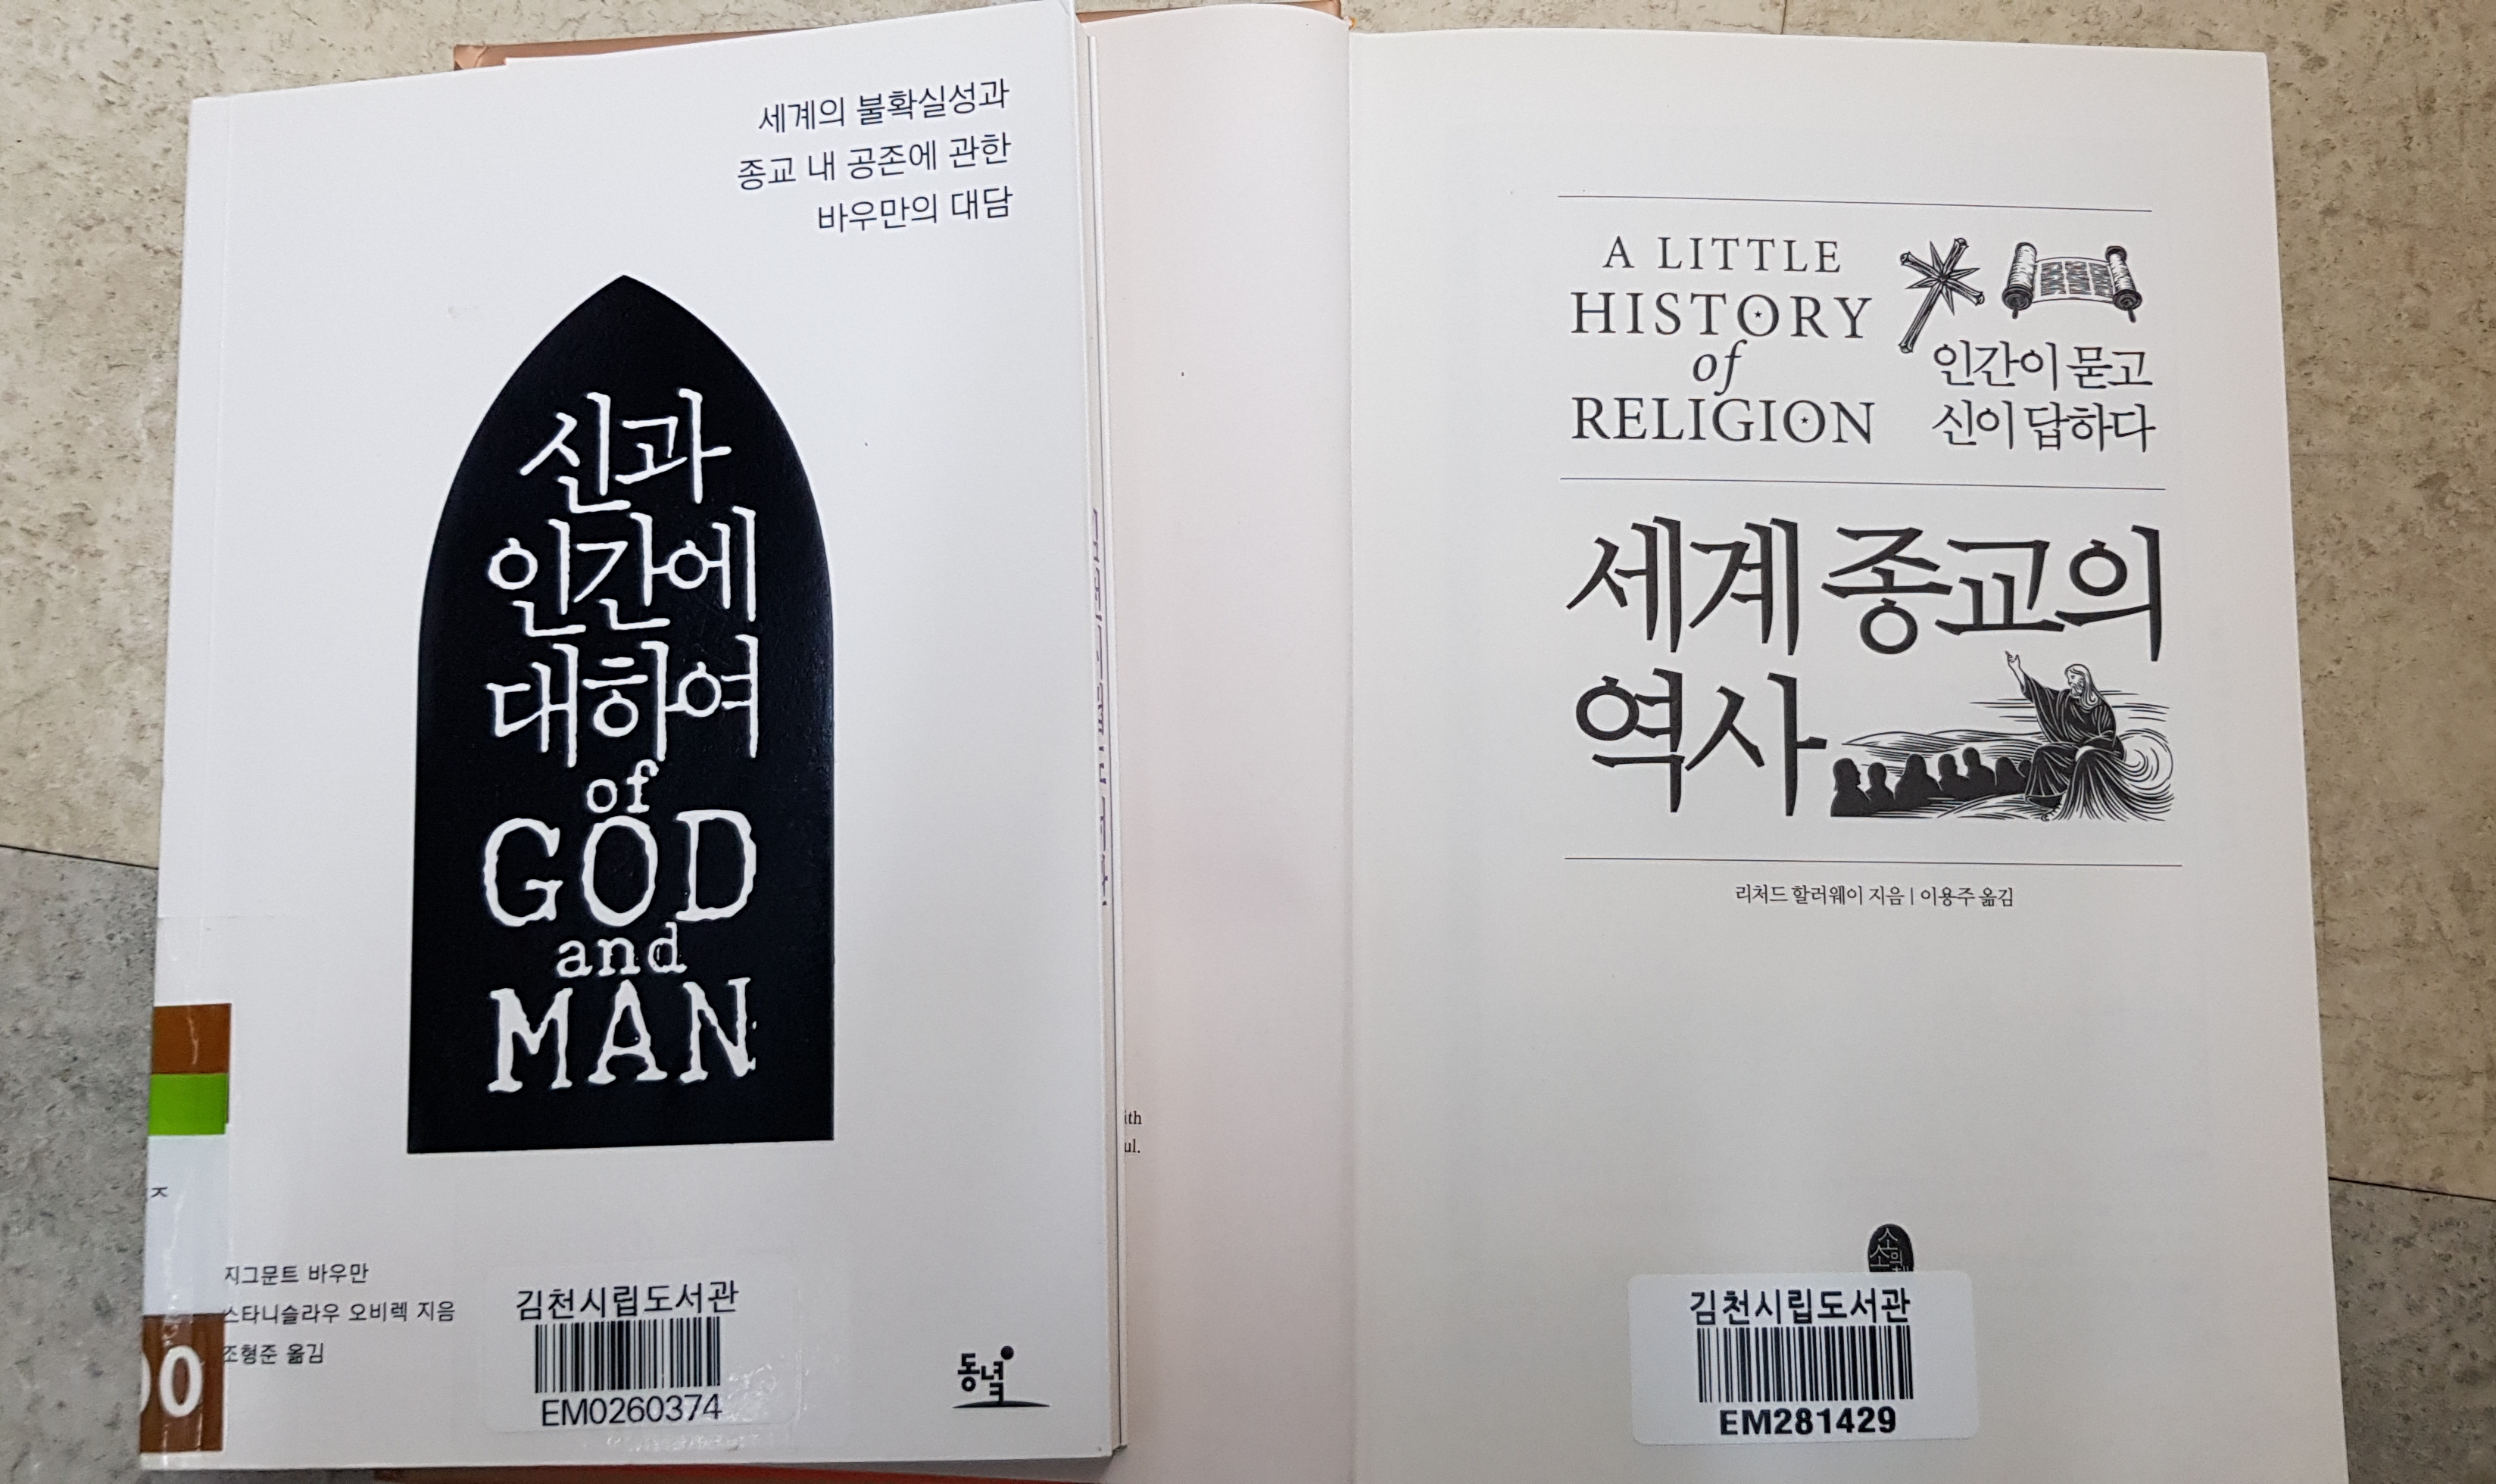 세계의 불확실성과
종교 내 공존에 관한
바우만의 대담
신과
인간에
대하여
of
GOD
and
MAN
ㅈ
지그문트 바우만
스타니슬라우 오비렉 지음
조형준 옮김
김천시립도서관
EM0260374
동녘
A LITTLE
HISTORY
of
RELIGION
인간이 묻고
신이 답하다
세계 종교의
역사
리처드 할러웨이 지음 | 이용주 옮김
소
소의
김천시립도서관
EM281429